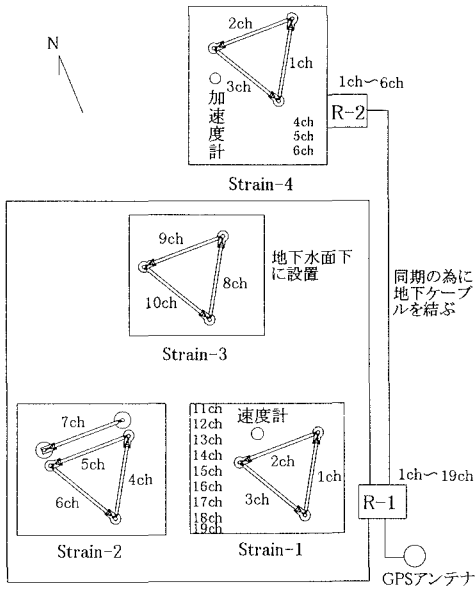 N
2ch
1ch
3ch
加速度計
4ch
5ch
6ch
1ch～6ch
R-2
Strain-4
9ch
8ch
10ch
地下水面下
に設置
Strain-3
同期の為に
地下ケーブ
ルを結ぶ
7ch
5ch
4ch
6ch
Strain-2
11ch
12ch
13ch
14ch
15ch
16ch
17ch
18ch
19ch
速度計
2ch
1ch
3ch
Strain-1
1ch～19ch
R-1
GPSアンテナ